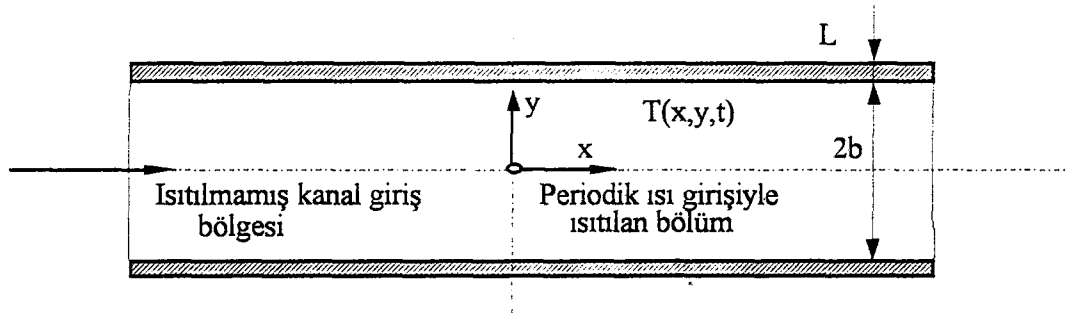 L
y
T(x,y,t)
x
2b
Isıtılmamış kanal giriş
bölgesi
Periodik ısı girişiyle
ısıtılan bölüm